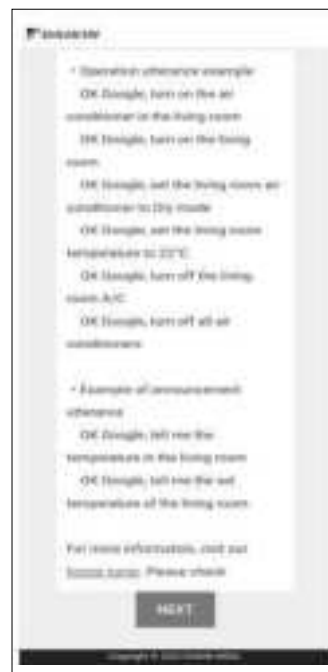 ・Operation utterance example
OK Google, turn on the air
conditioner in the living room
OK Google, turn on the living
room
OK Google, set the living room air
conditioner to Dry mode
OK Google, set the living room
temperature to 22°C
OK Google, turn off the living
room A/C
OK Google, turn off all air
conditioners
・Example of announcement
utterance
OK Google, tell me the
temperature in the living room
OK Google, tell me the set
temperature of the living room
For more information, visit our
Please check
NEXT
Copyright ©